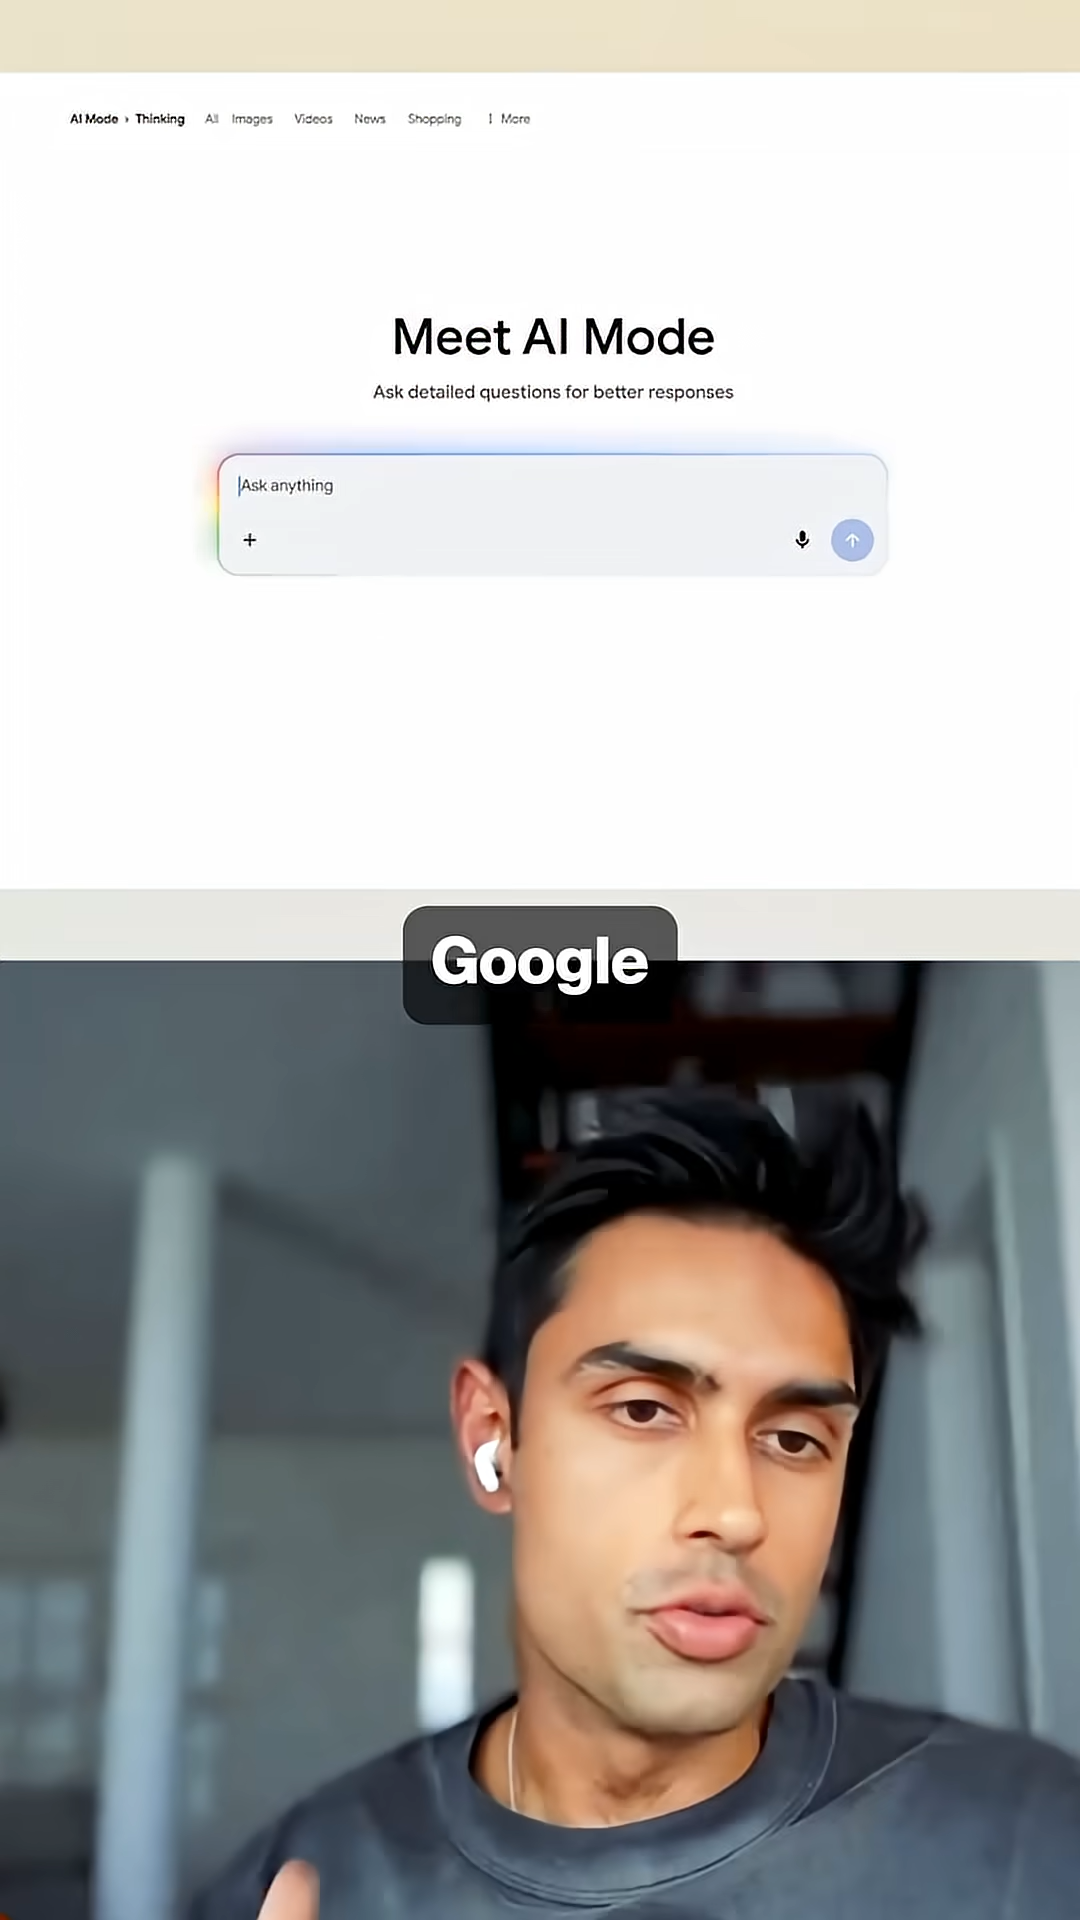 AI Mode › Thinking All Images Videos News Shopping ⋮ More
Meet AI Mode
Ask detailed questions for better responses
Ask anything
Google